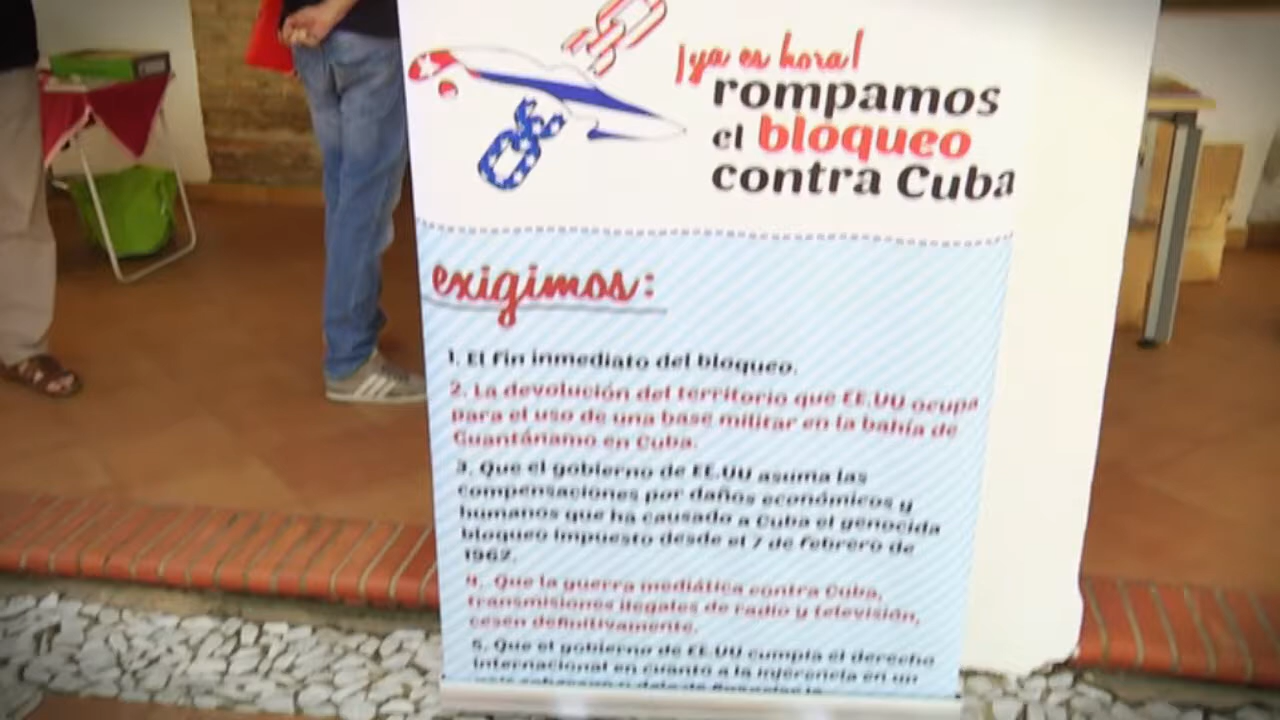 ¡ya es hora!
rompamos
el bloqueo
contra Cuba
exigimos:
1. El fin inmediato del bloqueo.
2. La devolución del territorio que EE.UU ocupa
para el uso de una base militar en la bahía de
Guantánamo en Cuba.
3. Que el gobierno de EE.UU asuma las
compensaciones por daños económicos y
humanos que ha causado a Cuba el genocida
bloqueo impuesto desde el 7 de febrero de
1962.
4. Que la guerra mediática contra Cuba,
transmisiones ilegales de radio y televisión,
cesen definitivamente.
5. Que el gobierno de EE.UU cumpla el derecho
internacional en cuanto a la injerencia en un